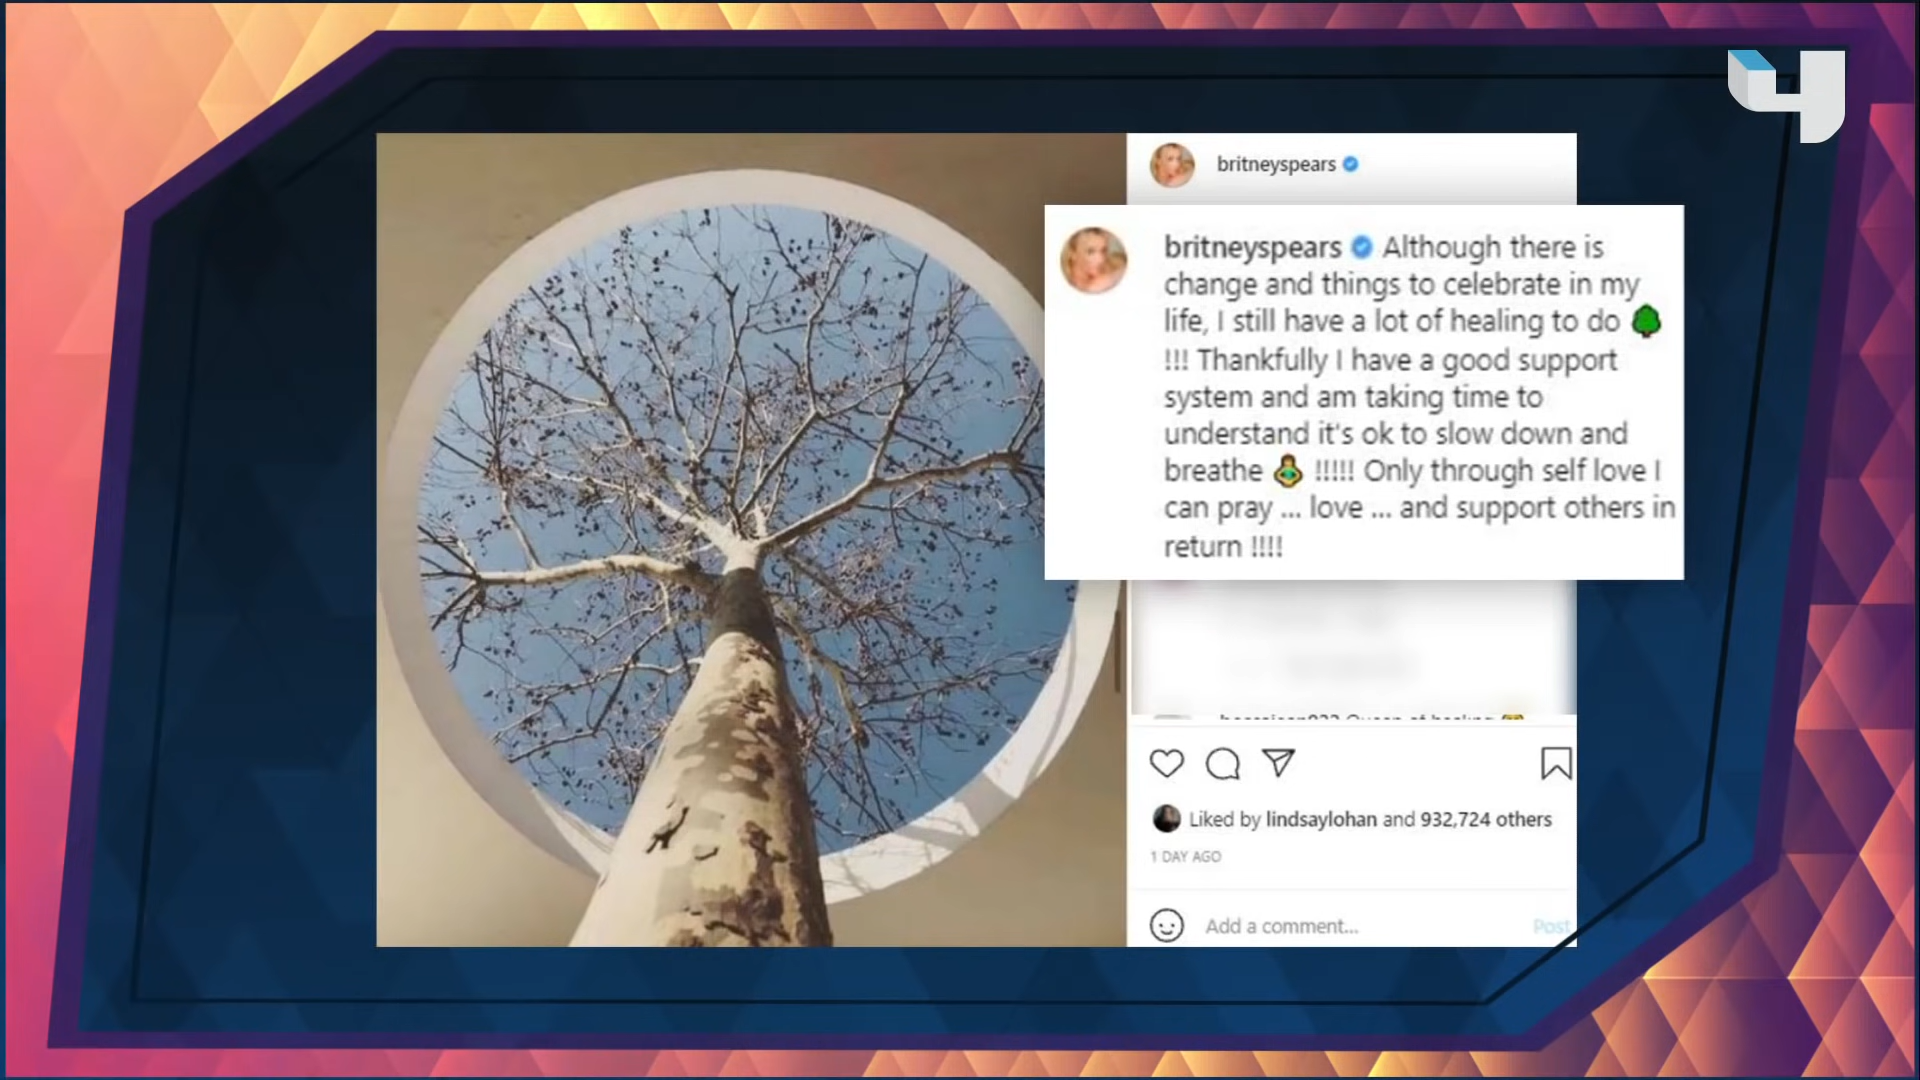 britneyspears
britneyspears Although there is
change and things to celebrate in my
life, I still have a lot of healing to do 🌳
!!! Thankfully I have a good support
system and am taking time to
understand it's ok to slow down and
breathe 🧘 !!!!! Only through self love I
can pray ... love ... and support others in
return !!!!
Liked by lindsaylohan and 932,724 others
1 DAY AGO
Add a comment...
Post